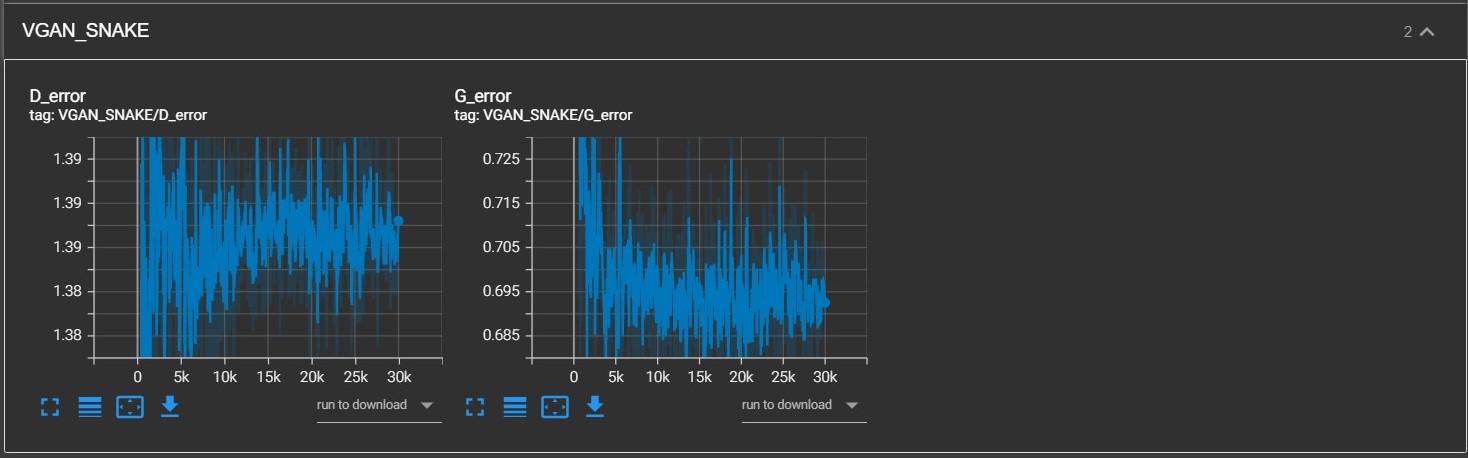 VGAN_SNAKE
2
D_error
tag: VGAN_SNAKE/D_error
1.39
1.39
1.39
1.38
1.38
0 5k 10k 15k 20k 25k 30k
run to download
G_error
tag: VGAN_SNAKE/G_error
0.725
0.715
0.705
0.695
0.685
0 5k 10k 15k 20k 25k 30k
run to download